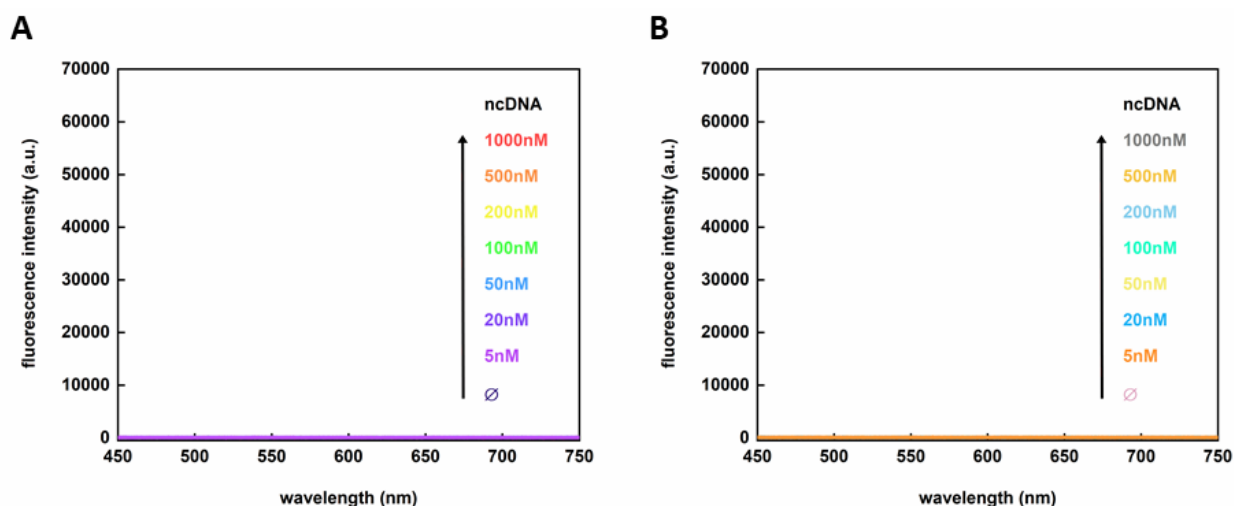 A
fluorescence intensity (a.u.)
70000
60000
50000
40000
30000
20000
10000
0
ncDNA
1000nM
500nM
200nM
100nM
50nM
20nM
5nM
∅
450 500 550 600 650 700 750
wavelength (nm)
B
fluorescence intensity (a.u.)
70000
60000
50000
40000
30000
20000
10000
0
ncDNA
1000nM
500nM
200nM
100nM
50nM
20nM
5nM
∅
450 500 550 600 650 700 750
wavelength (nm)